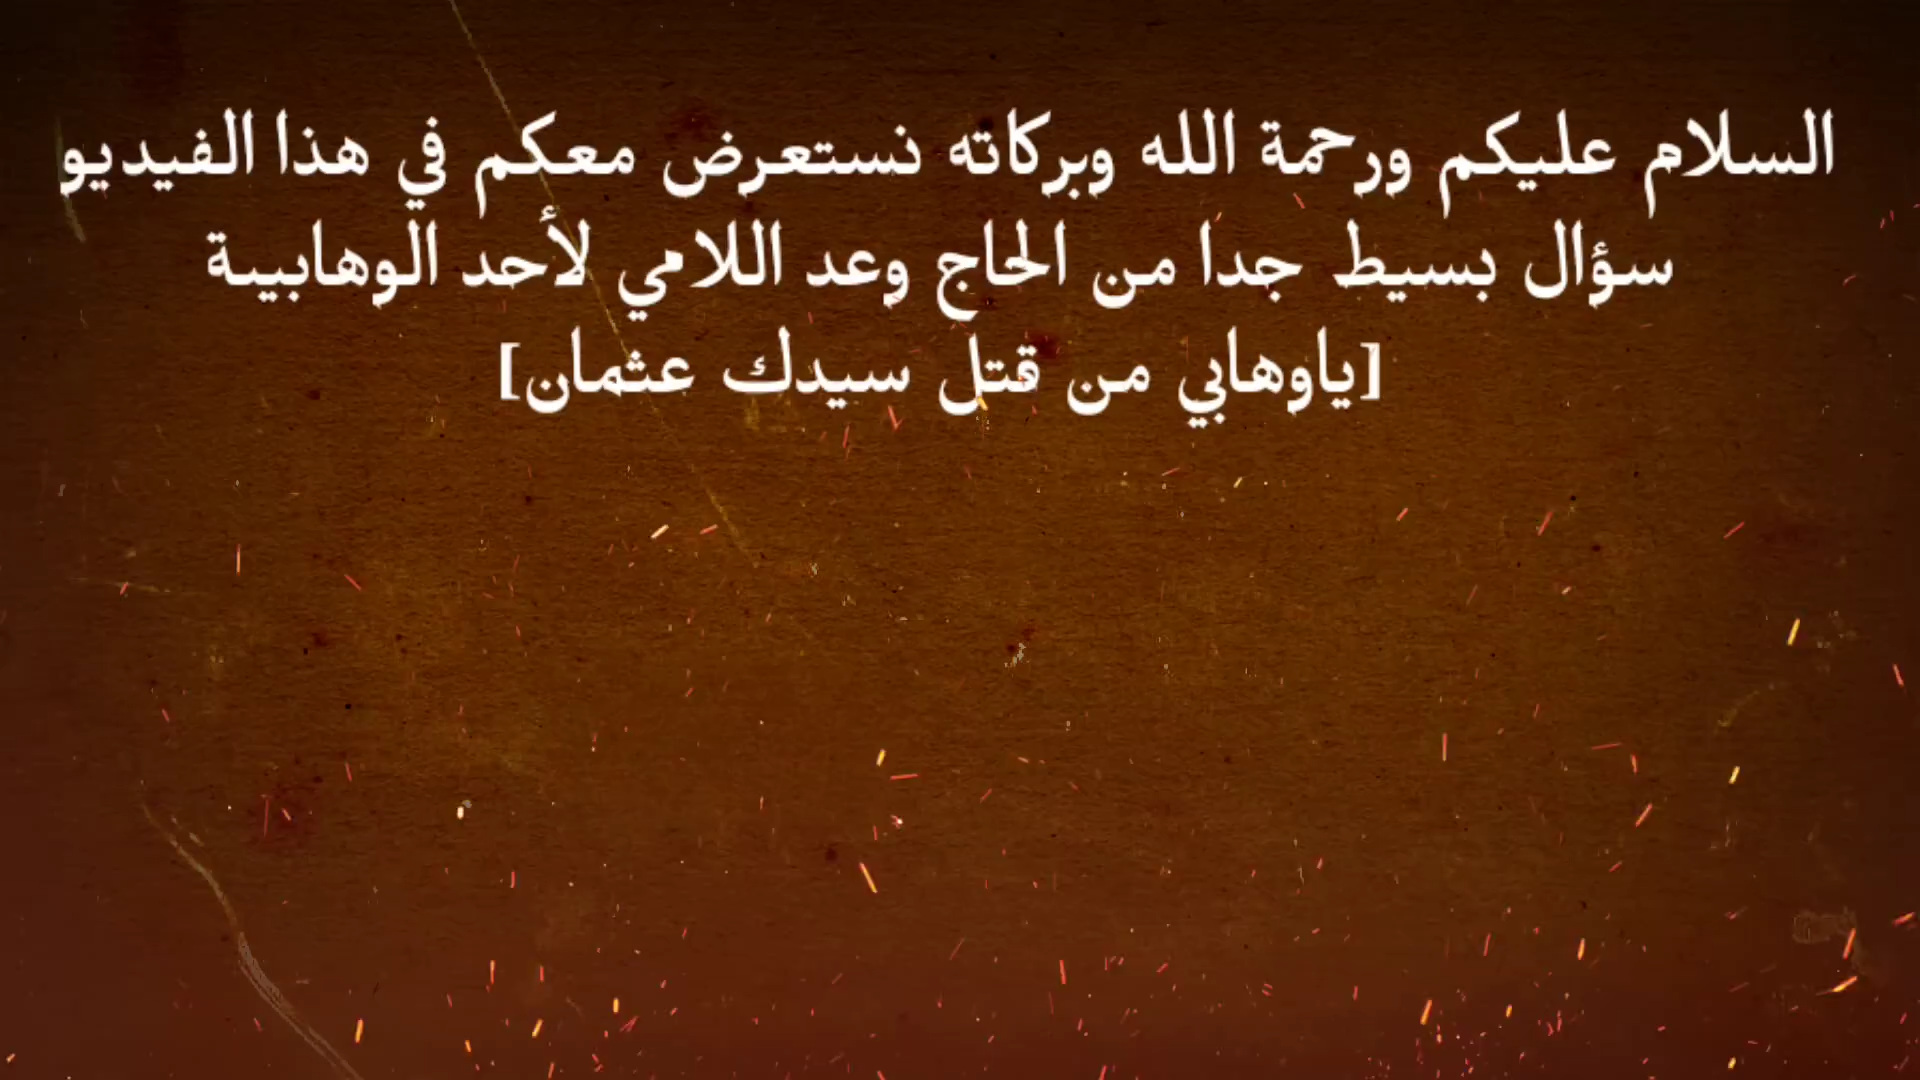 السلام عليكم ورحمة الله وبركاته نستعرض معكم في هذا الفيديو
سؤال بسيط جدا من الحاج وعد اللامي لأحد الوهابية
[ياوهابي من قتل سيدك عثمان]